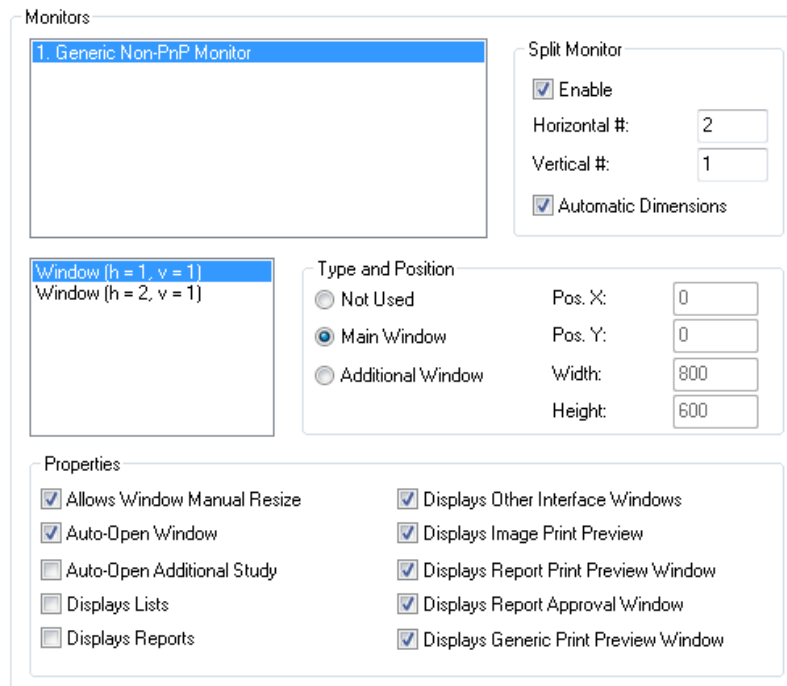 Monitors
1. Generic Non-PnP Monitor
Split Monitor
Enable
Horizontal #: 2
Vertical #: 1
Automatic Dimensions
Window (h = 1, v = 1)
Window (h = 2, v = 1)
Type and Position
Not Used Pos. X: 0
Main Window Pos. Y: 0
Additional Window Width: 800
Height: 600
Properties
Allows Window Manual Resize Displays Other Interface Windows
Auto-Open Window Displays Image Print Preview
Auto-Open Additional Study Displays Report Print Preview Window
Displays Lists Displays Report Approval Window
Displays Reports Displays Generic Print Preview Window